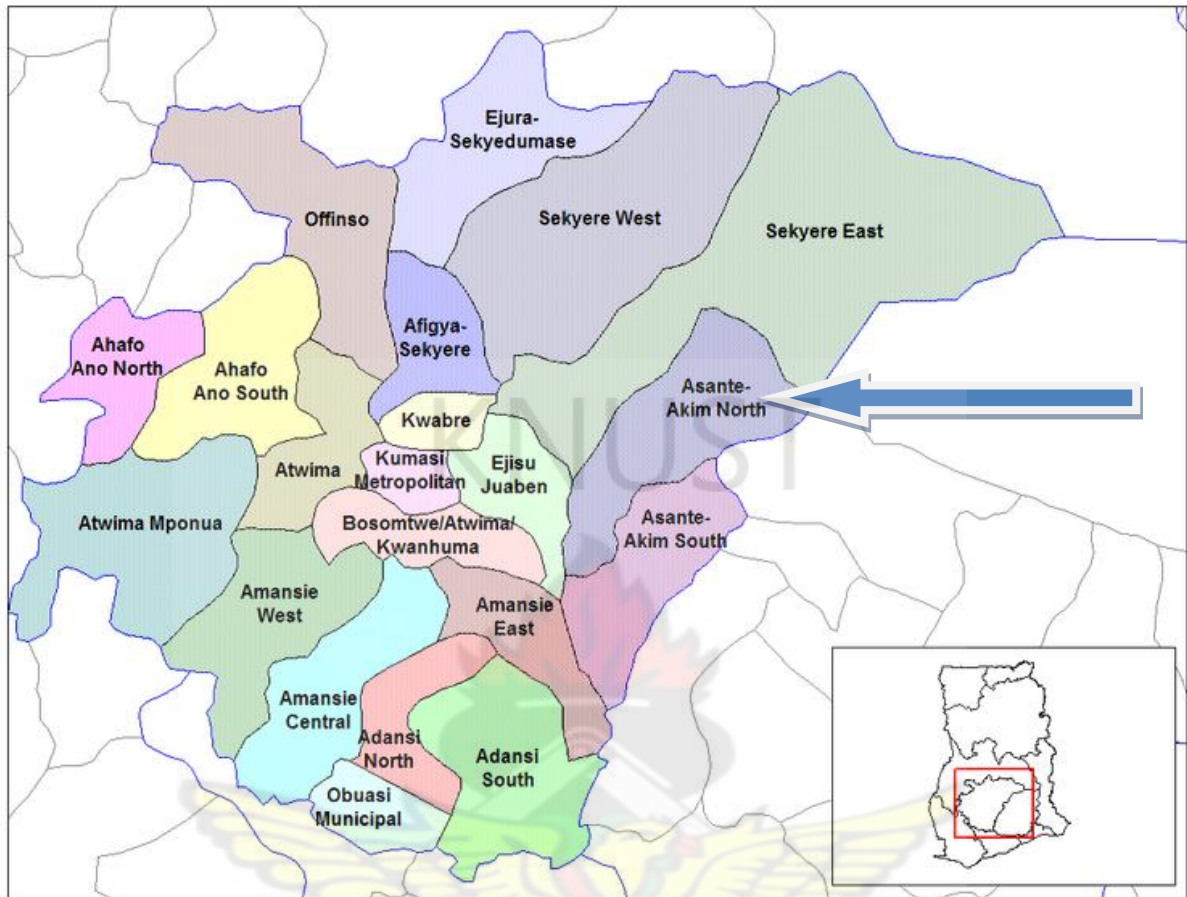 Ejura-
Sekyedumase
Offinso
Sekyere West
Sekyere East
Afigya-
Sekyere
Ahafo
Ano North
Ahafo
Ano South
Asante-
Akim North
Kwabre
Atwima
Kumasi
Metropolitan
Ejisu
Juaben
KNUST
Atwima Mponua
Bosomtwe/Atwima/
Kwanhuma
Asante-
Akim South
Amansie
West
Amansie
East
Amansie
Central
Adansi
North
Adansi
South
Obuasi
Municipal